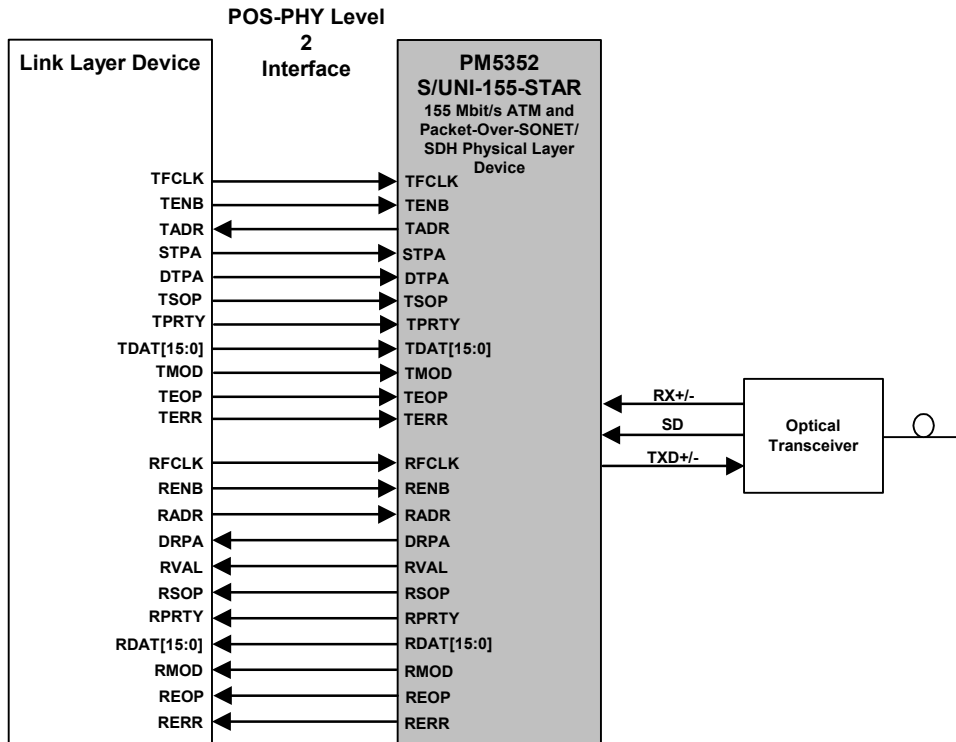 POS-PHY Level
2
Interface
Link Layer Device
PM5352
S/UNI-155-STAR
155 Mbit/s ATM and
Packet-Over-SONET/
SDH Physical Layer
Device
TFCLK TFCLK
TENB TENB
TADR TADR
STPA STPA
DTPA DTPA
TSOP TSOP
TPRTY TPRTY
TDAT[15:0] TDAT[15:0]
TMOD TMOD
TEOP TEOP
TERR TERR
RFCLK RFCLK
RENB RENB
RADR RADR
DRPA DRPA
RVAL RVAL
RSOP RSOP
RPRTY RPRTY
RDAT[15:0] RDAT[15:0]
RMOD RMOD
REOP REOP
RERR RERR
RX+/-
SD
TXD+/-
Optical
Transceiver